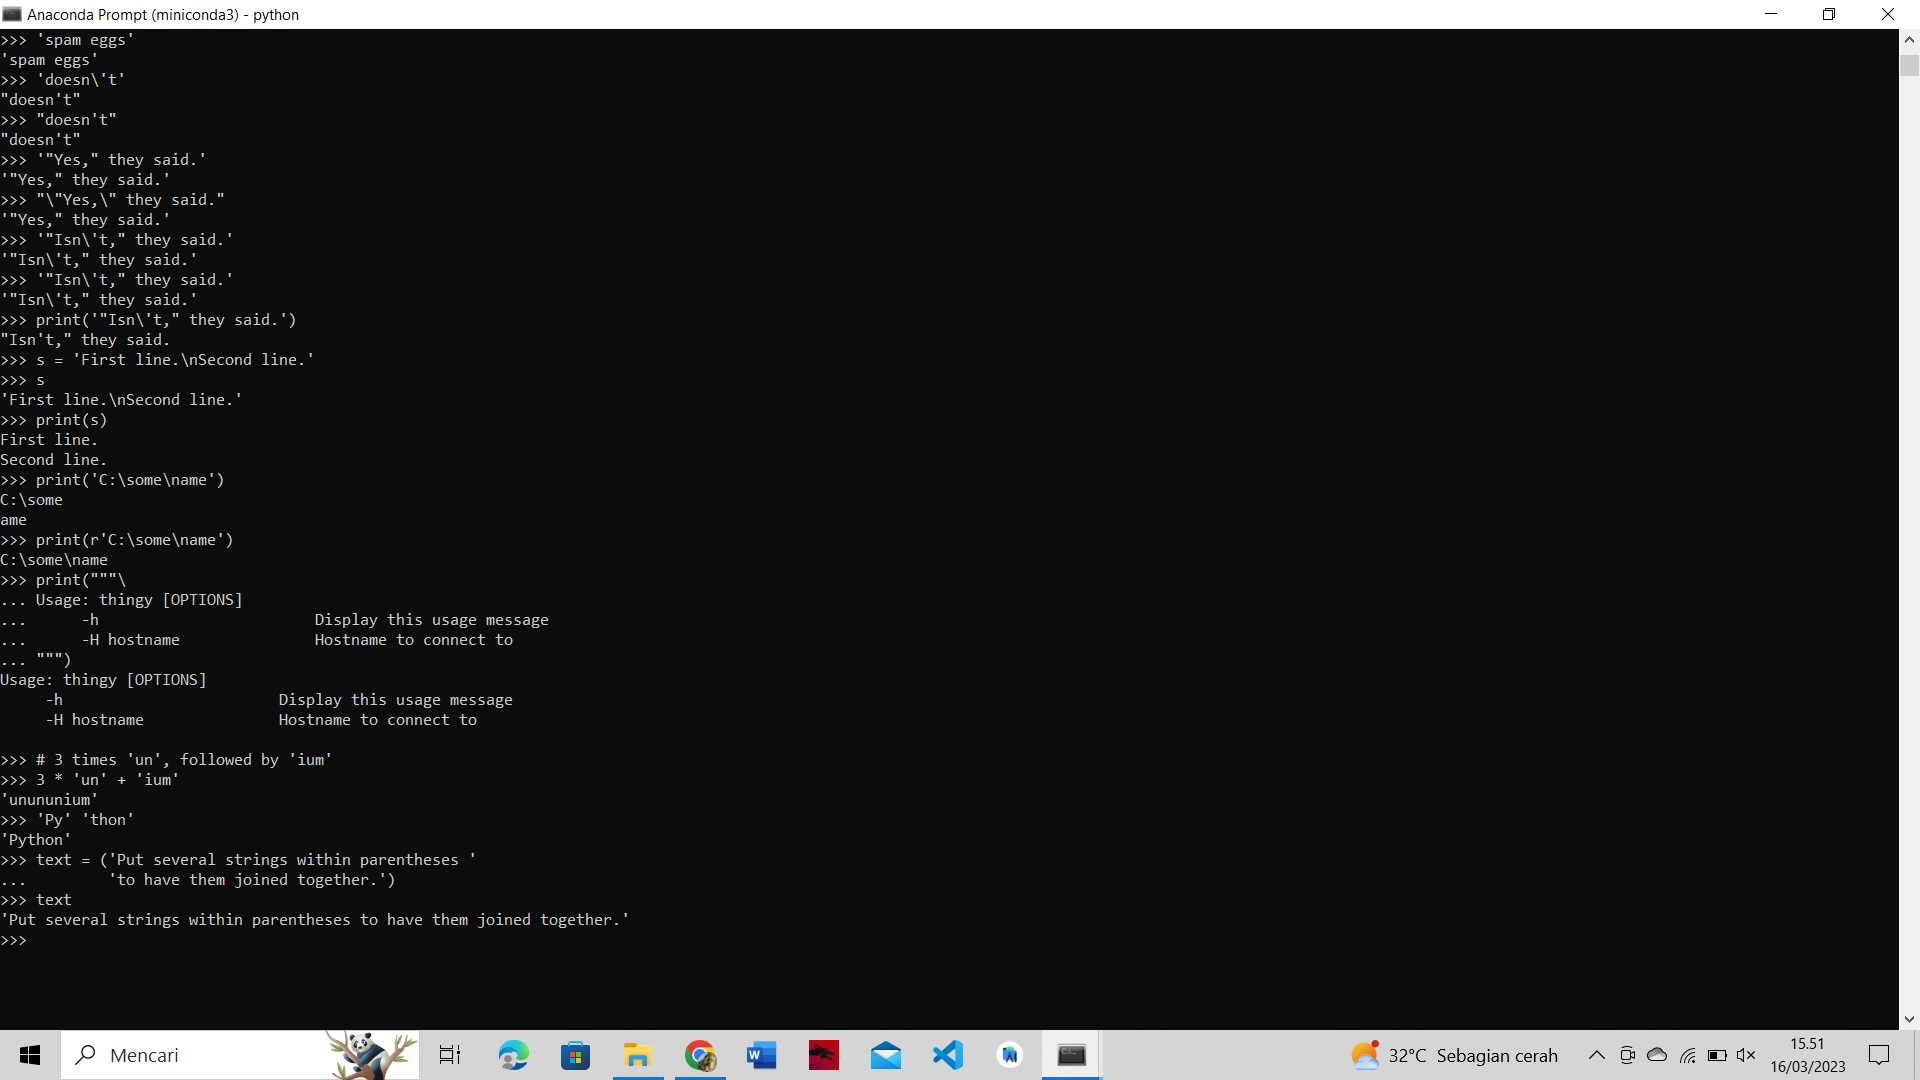 Anaconda Prompt (miniconda3) - python
>>> 'spam eggs'
'spam eggs'
>>> 'doesn\'t'
"doesn't"
>>> "doesn't"
"doesn't"
>>> '"Yes," they said.'
'"Yes," they said.'
>>> "\"Yes,\" they said."
'"Yes," they said.'
>>> '"Isn\'t," they said.'
'"Isn\'t," they said.'
>>> '"Isn\'t," they said.'
'"Isn\'t," they said.'
>>> print('"Isn\'t," they said.')
"Isn't," they said.
>>> s = 'First line.\nSecond line.'
>>> s
'First line.\nSecond line.'
>>> print(s)
First line.
Second line.
>>> print('C:\some\name')
C:\some
ame
>>> print(r'C:\some\name')
C:\some\name
>>> print("""\
... Usage: thingy [OPTIONS]
...      -h                        Display this usage message
...      -H hostname               Hostname to connect to
... """)
Usage: thingy [OPTIONS]
     -h                        Display this usage message
     -H hostname               Hostname to connect to
>>> # 3 times 'un', followed by 'ium'
>>> 3 * 'un' + 'ium'
'unununium'
>>> 'Py' 'thon'
'Python'
>>> text = ('Put several strings within parentheses '
...         'to have them joined together.')
>>> text
'Put several strings within parentheses to have them joined together.'
>>>
Mencari
32°C Sebagian cerah
15.51
16/03/2023